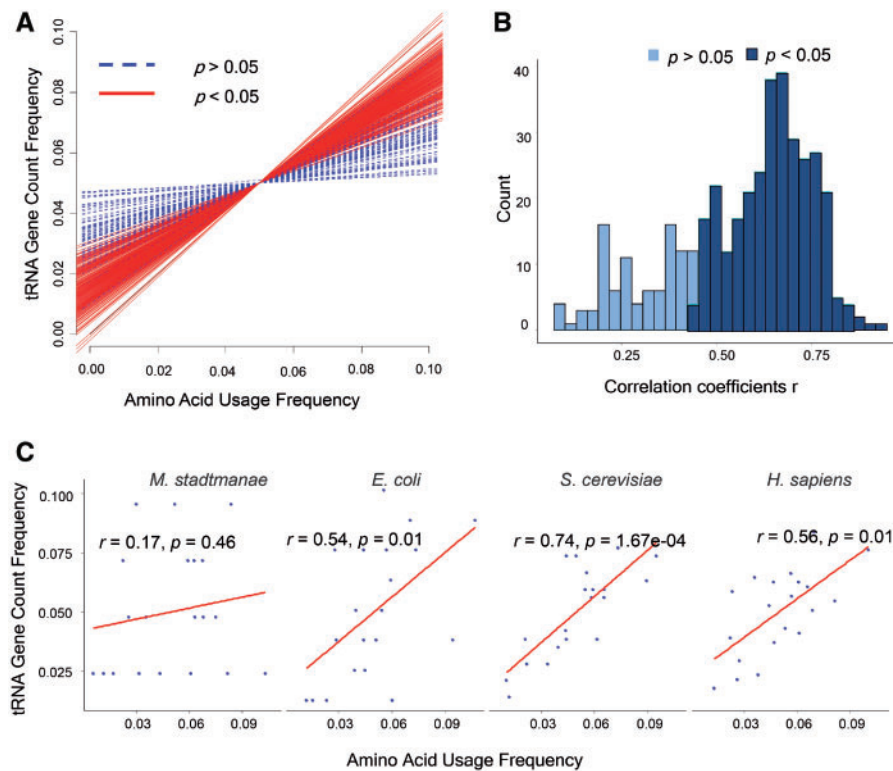 A
p > 0.05
p < 0.05
tRNA Gene Count Frequency
0.00
0.02
0.04
0.06
0.08
0.10
0.00 0.02 0.04 0.06 0.08 0.10
Amino Acid Usage Frequency
B
p > 0.05 p < 0.05
Count
40
30
20
10
0
0.25 0.50 0.75
Correlation coefficients r
C
M. stadtmanae E. coli S. cerevisiae H. sapiens
r = 0.17, p = 0.46 r = 0.54, p = 0.01 r = 0.74, p = 1.67e-04 r = 0.56, p = 0.01
tRNA Gene Count Frequency
0.100
0.075
0.050
0.025
0.03 0.06 0.09 0.03 0.06 0.09 0.03 0.06 0.09 0.03 0.06 0.09
Amino Acid Usage Frequency